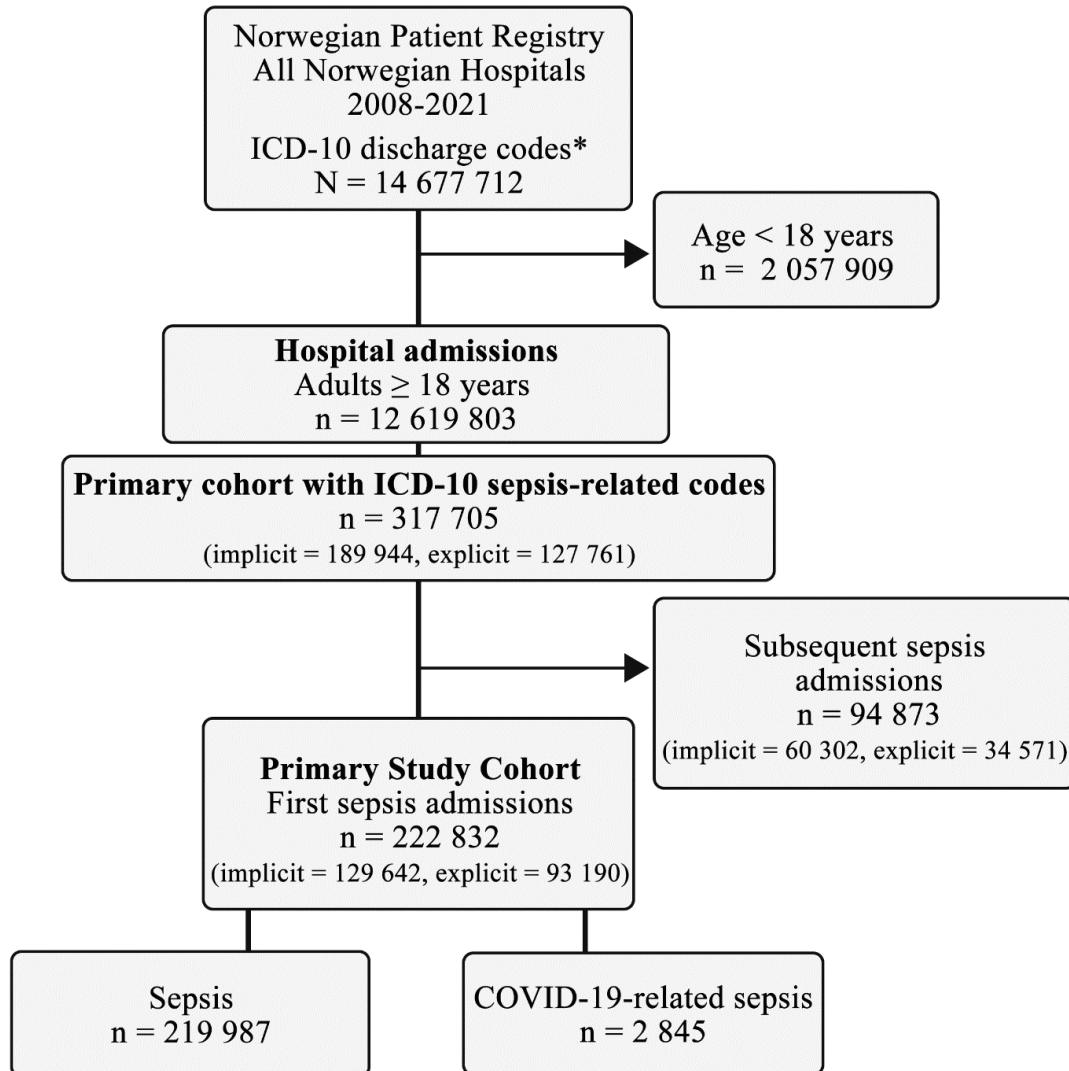 Norwegian Patient Registry
All Norwegian Hospitals
2008-2021
ICD-10 discharge codes*
N = 14 677 712
Age < 18 years
n =  2 057 909
Hospital admissions
Adults ≥ 18 years
n = 12 619 803
Primary cohort with ICD-10 sepsis-related codes
n = 317 705
(implicit = 189 944, explicit = 127 761)
Subsequent sepsis
admissions
n = 94 873
(implicit = 60 302, explicit = 34 571)
Primary Study Cohort
First sepsis admissions
n = 222 832
(implicit = 129 642, explicit = 93 190)
Sepsis
n = 219 987
COVID-19-related sepsis
n = 2 845